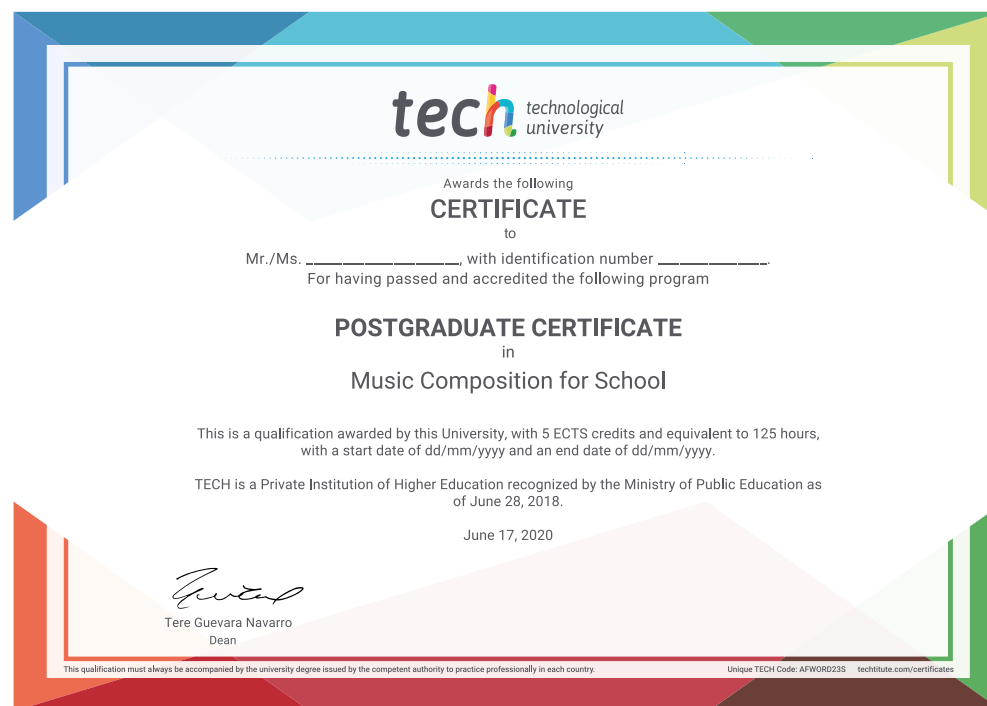 tech technological
university
Awards the following
CERTIFICATE
to
Mr./Ms. ____________________, with identification number ______________.
For having passed and accredited the following program
POSTGRADUATE CERTIFICATE
in
Music Composition for School
This is a qualification awarded by this University, with 5 ECTS credits and equivalent to 125 hours,
with a start date of dd/mm/yyyy and an end date of dd/mm/yyyy.
TECH is a Private Institution of Higher Education recognized by the Ministry of Public Education as
of June 28, 2018.
June 17, 2020
Tere Guevara Navarro
Dean
This qualification must always be accompanied by the university degree issued by the competent authority to practice professionally in each country.
Unique TECH Code: AFWORD23S techtitute.com/certificates